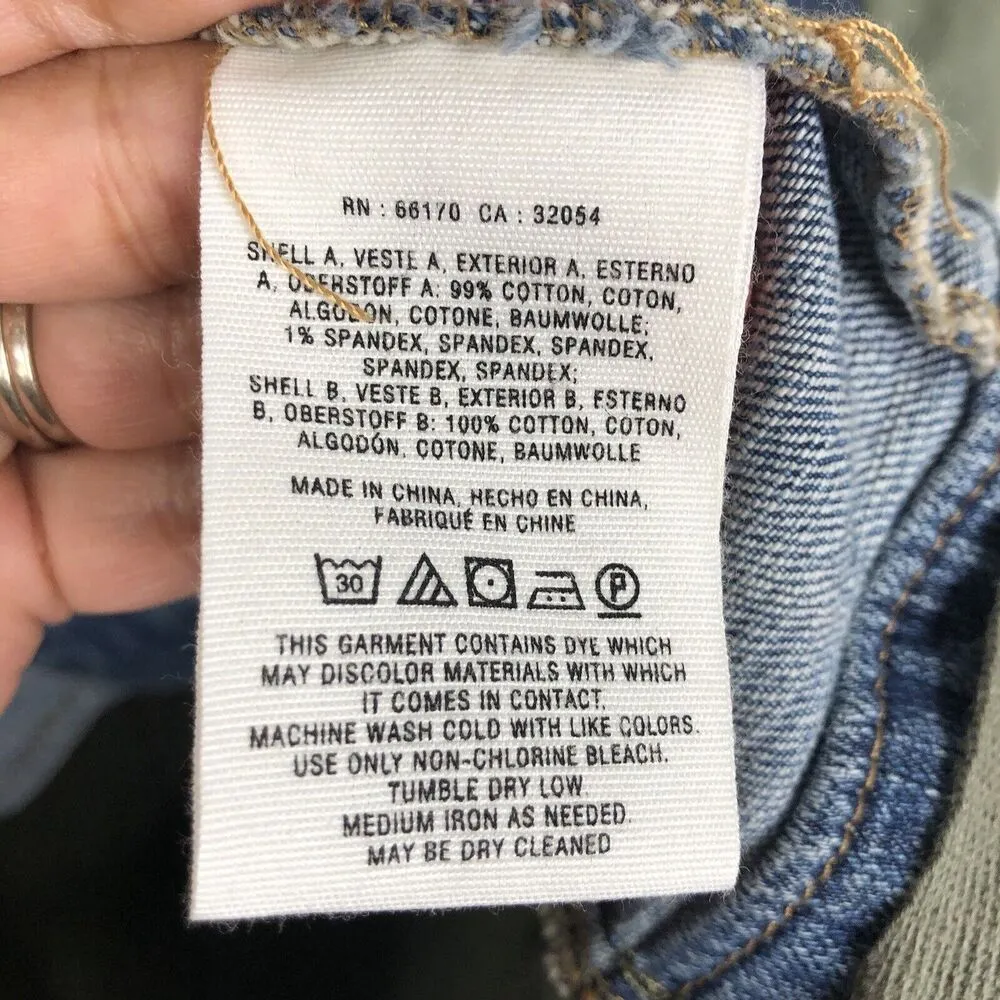 RN : 66170 CA : 32054
SHELL A, VESTE A, EXTERIOR A, ESTERNO
A, OBERSTOFF A: 99% COTTON, COTON,
ALGODON, COTONE, BAUMWOLLE;
1% SPANDEX, SPANDEX, SPANDEX,
SPANDEX, SPANDEX;
SHELL B, VESTE B, EXTERIOR B, ESTERNO
B, OBERSTOFF B: 100% COTTON, COTON,
ALGODÓN, COTONE, BAUMWOLLE
MADE IN CHINA, HECHO EN CHINA,
FABRIQUÉ EN CHINE
30 P
THIS GARMENT CONTAINS DYE WHICH
MAY DISCOLOR MATERIALS WITH WHICH
IT COMES IN CONTACT.
MACHINE WASH COLD WITH LIKE COLORS.
USE ONLY NON-CHLORINE BLEACH.
TUMBLE DRY LOW.
MEDIUM IRON AS NEEDED.
MAY BE DRY CLEANED